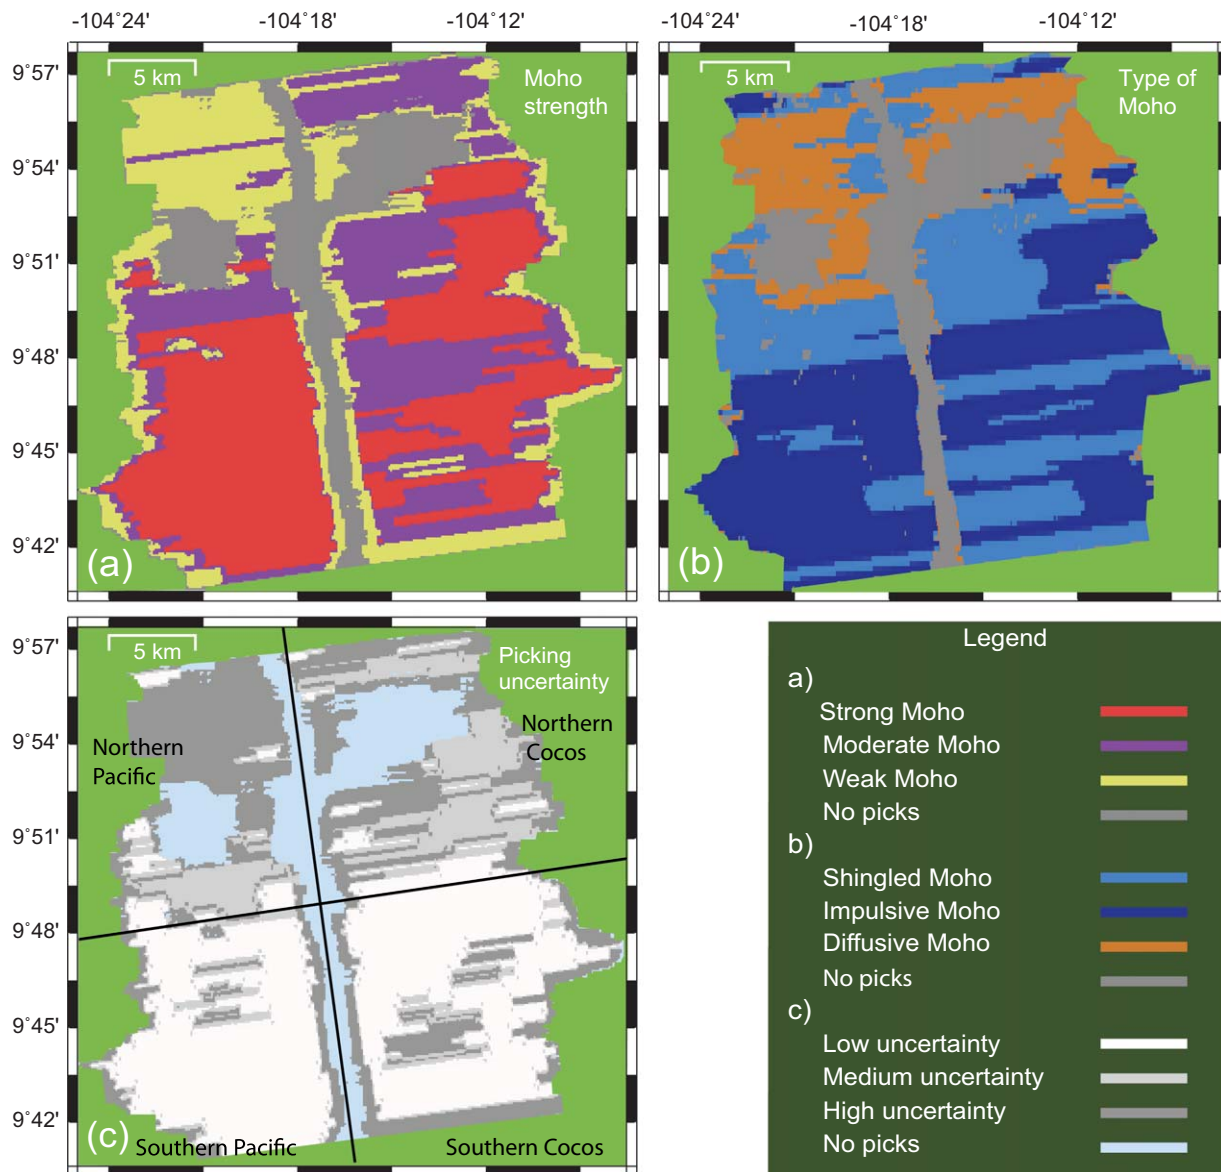 -104˚24' -104˚18' -104˚12' -104˚24' -104˚18' -104˚12'
9˚57'
9˚54'
9˚51'
9˚48'
9˚45'
9˚42'
5 km
Moho
strength
(a)
5 km
Type of
Moho
(b)
9˚57'
9˚54'
9˚51'
9˚48'
9˚45'
9˚42'
5 km
Picking
uncertainty
Northern
Pacific
Northern
Cocos
(c)
Southern Pacific
Southern Cocos
Legend
a)
Strong Moho
Moderate Moho
Weak Moho
No picks
b)
Shingled Moho
Impulsive Moho
Diffusive Moho
No picks
c)
Low uncertainty
Medium uncertainty
High uncertainty
No picks